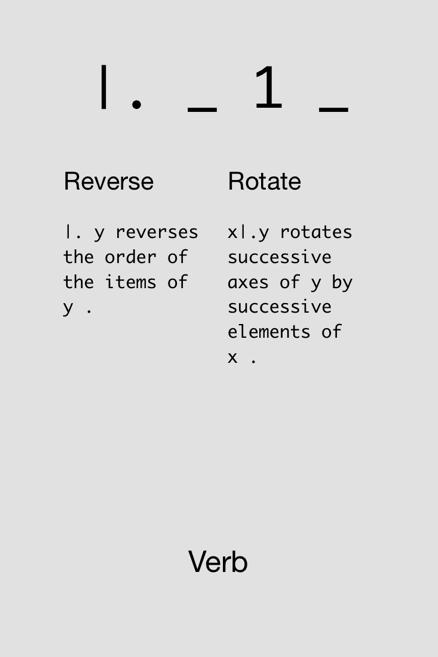 |. _ 1 _
Reverse
|. y reverses
the order of
the items of
y .
Rotate
x|.y rotates
successive
axes of y by
successive
elements of
x .
Verb